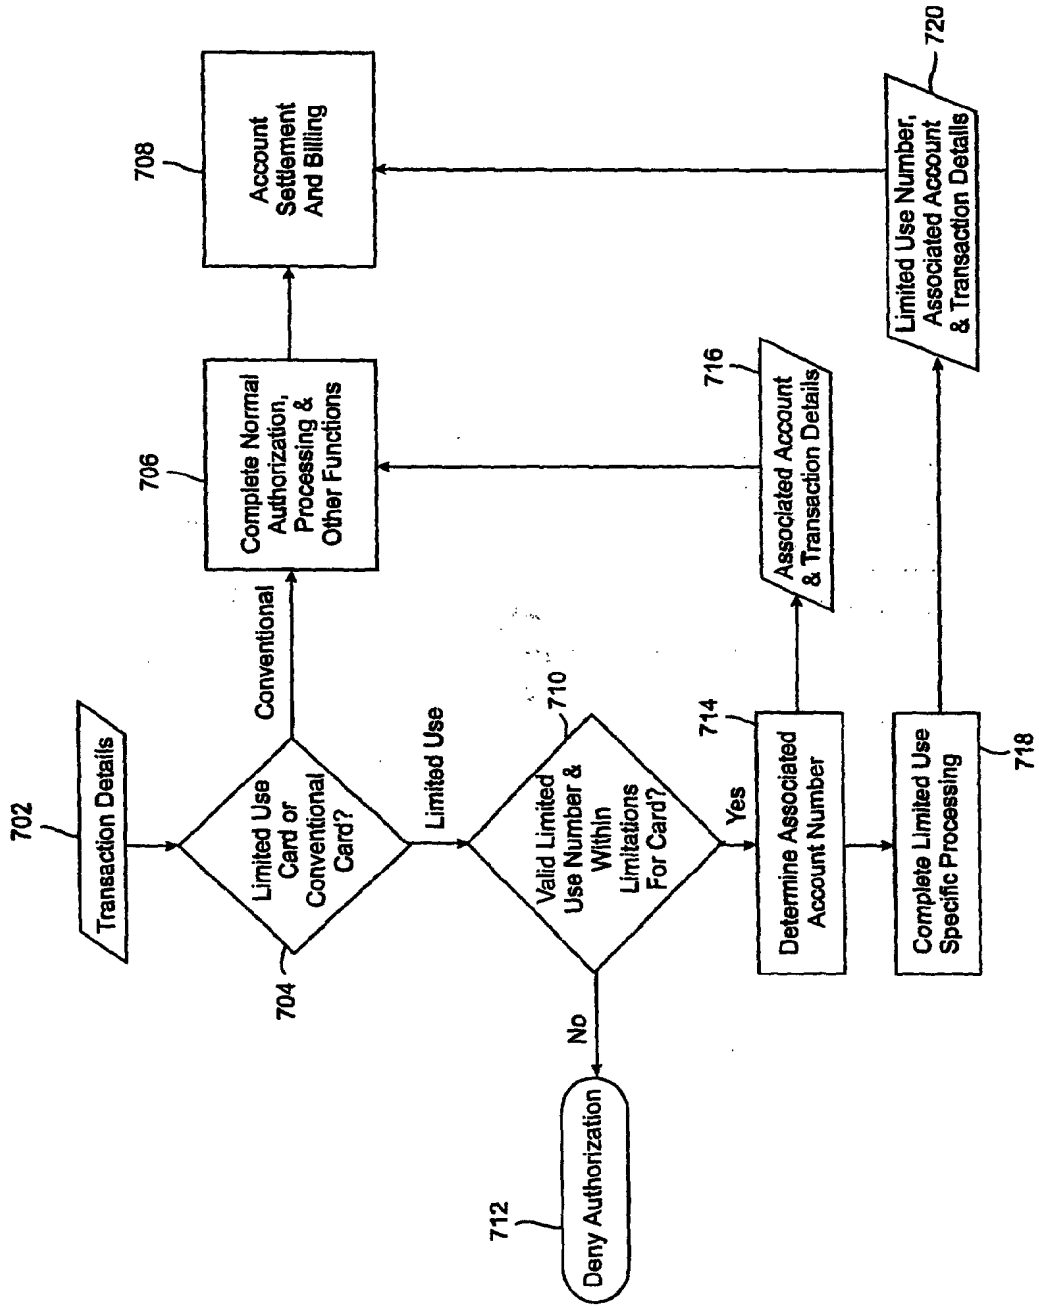 702
Transaction Details
704
Limited Use
Card or
Conventional
Card?
Conventional
706
Complete Normal
Authorization,
Processing &
Other Functions
708
Account
Settlement
And Billing
Limited Use
710
Valid Limited
Use Number &
Within
Limitations
For Card?
No
712
Deny Authorization
Yes
714
Determine Associated
Account Number
716
Associated Account
& Transaction Details
718
Complete Limited Use
Specific Processing
720
Limited Use Number,
Associated Account
& Transaction Details